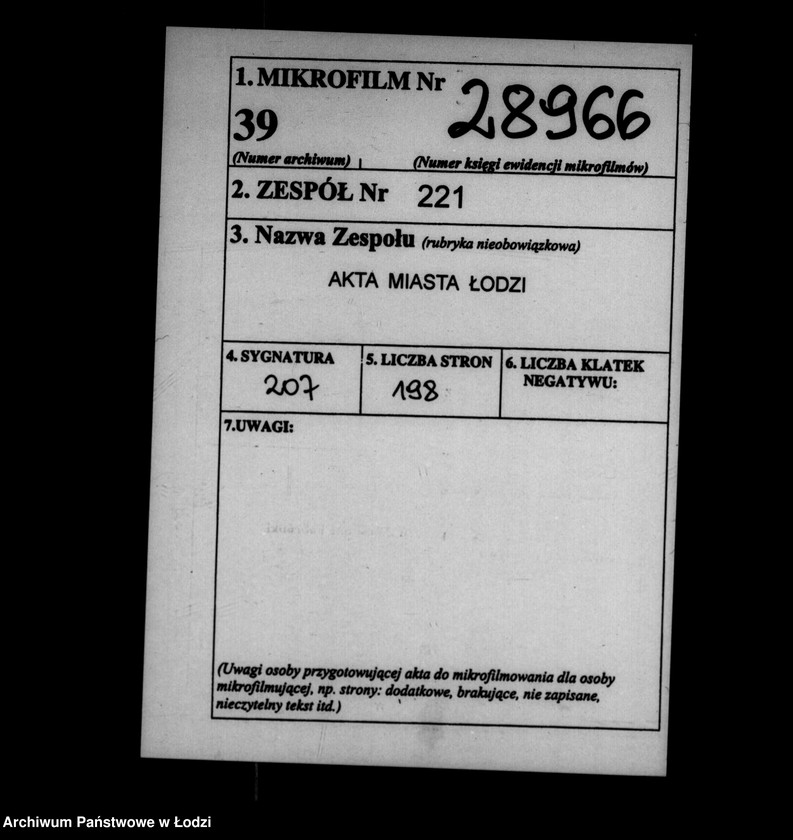 1. MIKROFILM Nr 28966
39
(Numer archiwum) (Numer księgi ewidencji mikrofilmów)
2. ZESPÓŁ Nr 221
3. Nazwa Zespołu (rubryka nieobowiązkowa)
AKTA MIASTA ŁODZI
4. SYGNATURA
207
5. LICZBA STRON
198
6. LICZBA KLATEK
NEGATYWU:
7.UWAGI:
(Uwagi osoby przygotowującej akta do mikrofilmowania dla osoby
mikrofilmującej, np. strony: dodatkowe, brakujące, nie zapisane,
nieczytelny tekst itd.)
Archiwum Państwowe w Łodzi